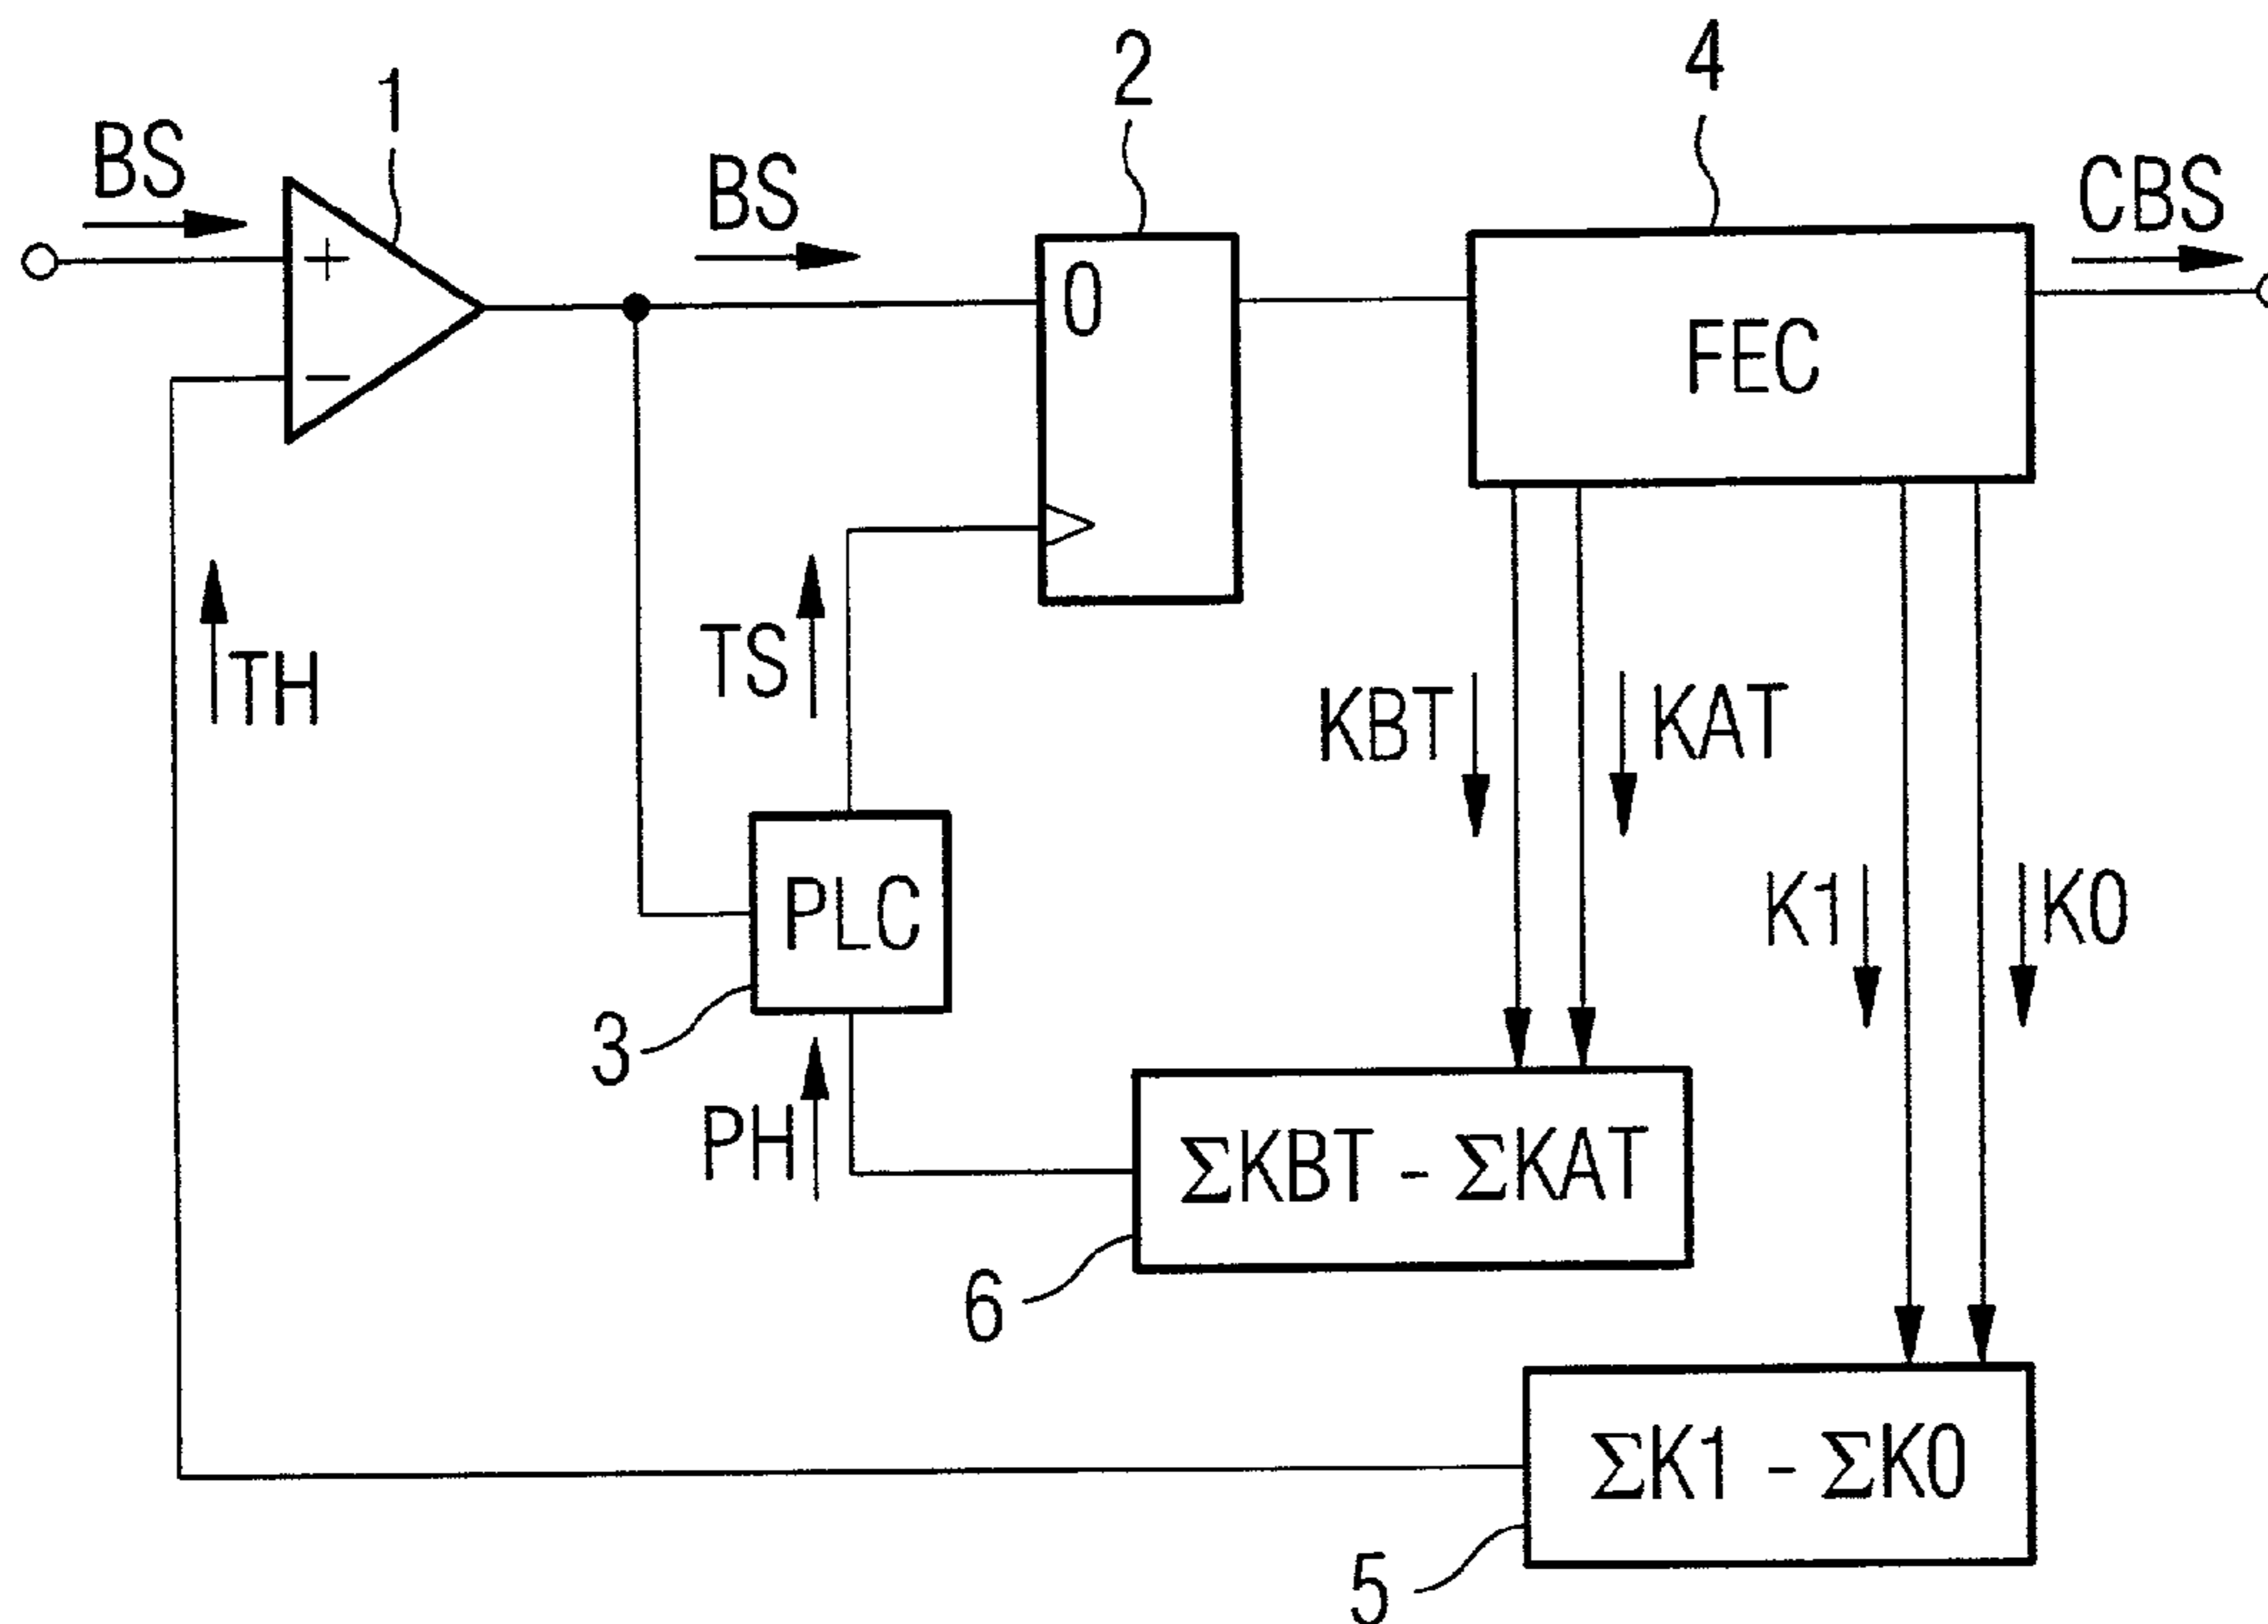 1
2
4
BS
BS
CBS
+
0
FEC
−
TH
TS
KBT
KAT
PLC
K1
K0
3
PH
ΣKBT - ΣKAT
6
ΣK1 - ΣK0
5